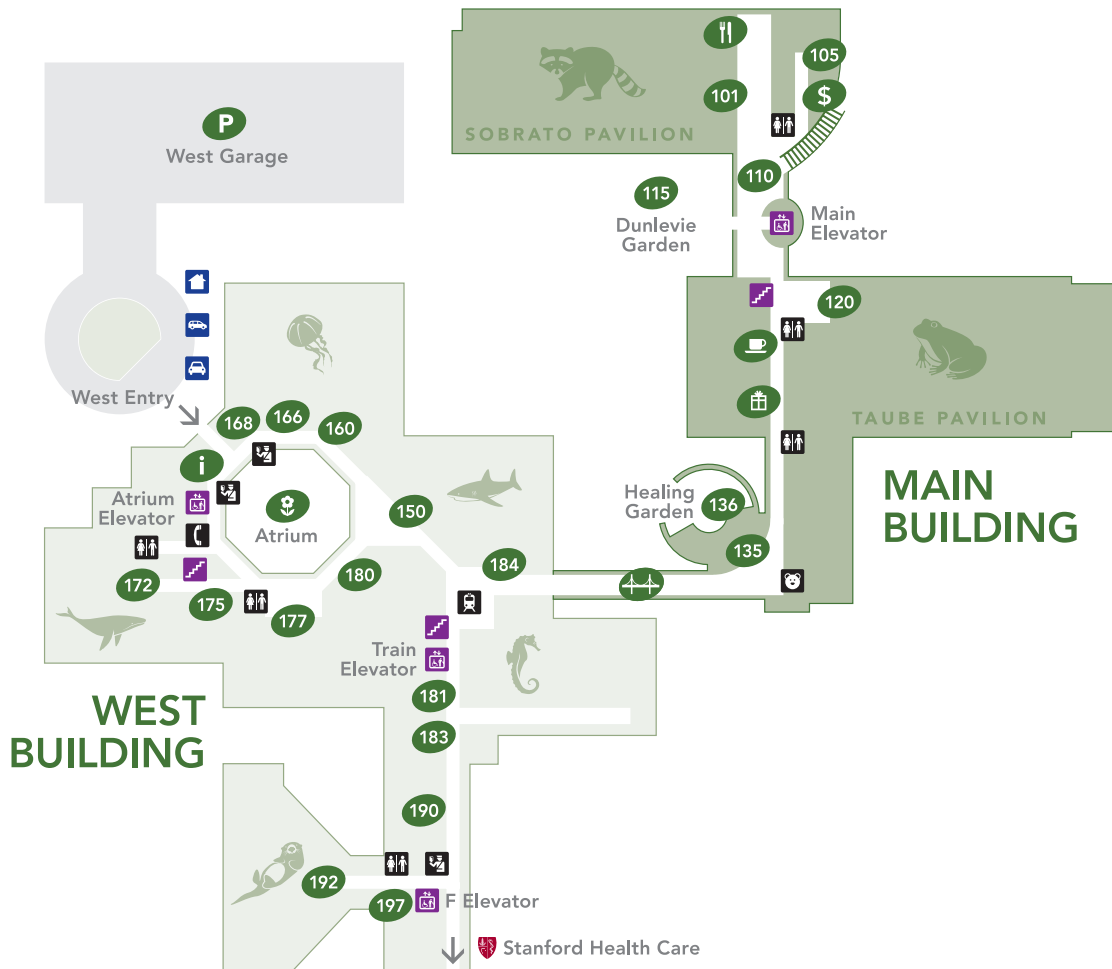 105
101
$
P
West Garage
SOBRATO PAVILION
110
115
Dunlevie
Garden
Main
Elevator
120
West Entry
TAUBE PAVILION
168
166
160
i
Atrium
Elevator
Atrium
150
Healing
Garden
136
135
MAIN
BUILDING
184
180
172
175
177
Train
Elevator
181
183
WEST
BUILDING
190
192
197
F Elevator
Stanford Health Care